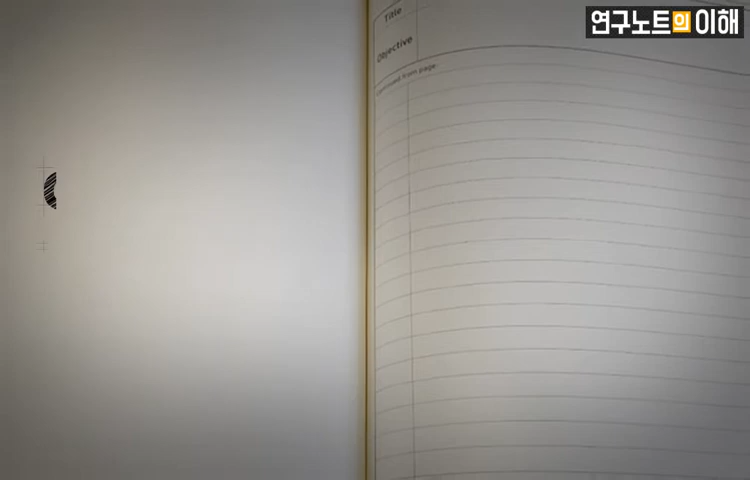 연구노트의 이해
Title
Objective
Continued from page